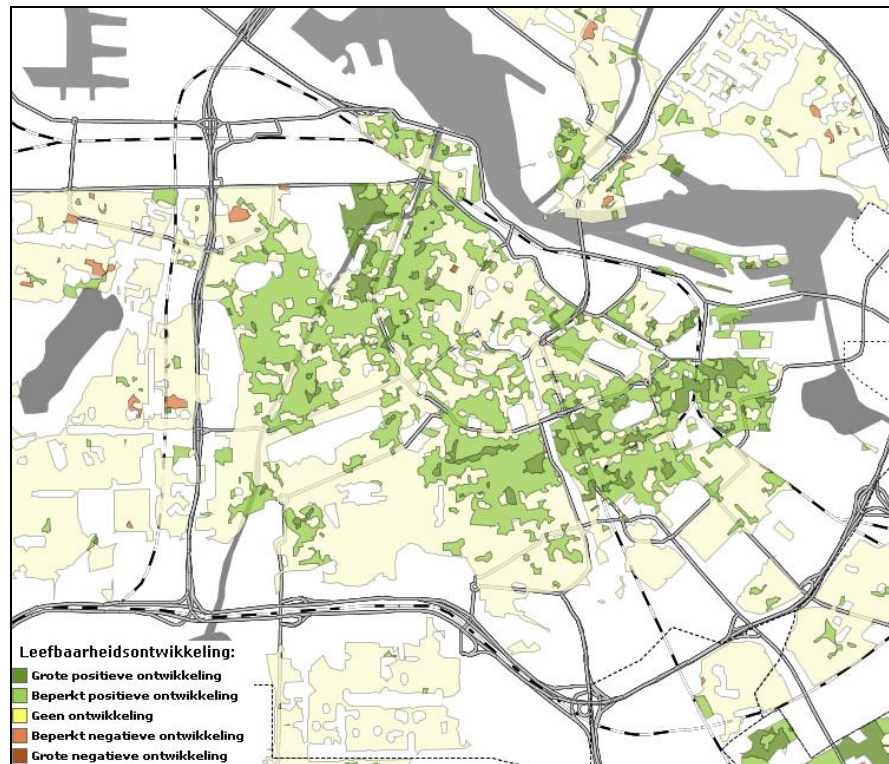 Leefbaarheidsontwikkeling:
Grote positieve ontwikkeling
Beperkt positieve ontwikkeling
Geen ontwikkeling
Beperkt negatieve ontwikkeling
Grote negatieve ontwikkeling